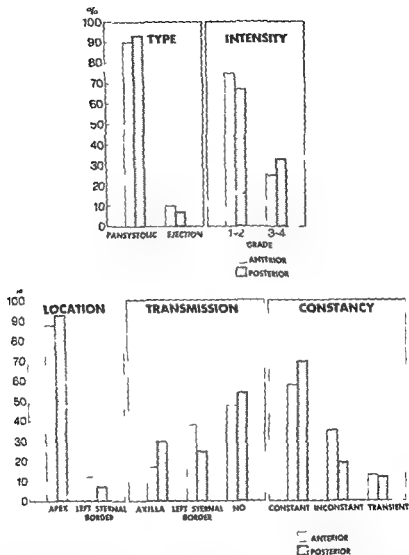 %
TYPE INTENSITY
100
90
80
70
60
50
40
30
20
10
0
PANSYSTOLIC EJECTION 1-2 3-4
GRADE
ANTERIOR
POSTERIOR
%
100
LOCATION TRANSMISSION CONSTANCY
90
80
70
60
50
40
30
20
10
0
APEX LEFT STERNAL BORDER AXILLA LEFT STERNAL BORDER NO CONSTANT INCONSTANT TRANSIENT
ANTERIOR
POSTERIOR